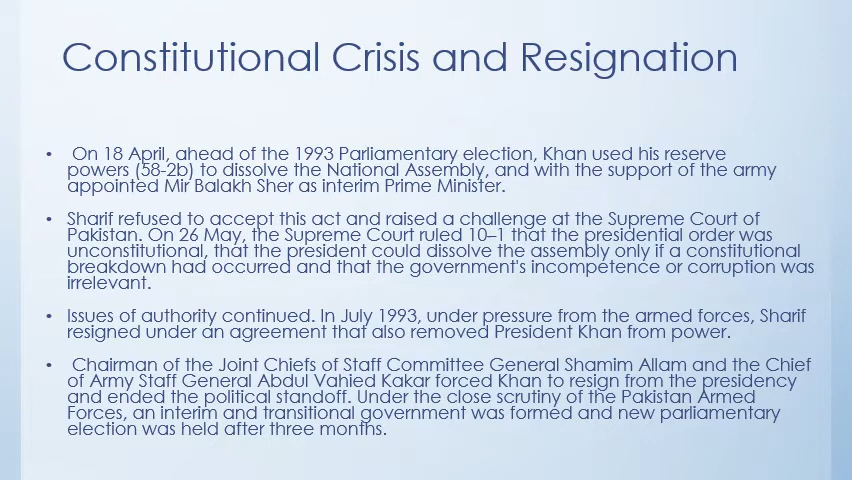 Constitutional Crisis and Resignation
• On 18 April, ahead of the 1993 Parliamentary election, Khan used his reserve
powers (58-2b) to dissolve the National Assembly, and with the support of the army
appointed Mir Balakh Sher as interim Prime Minister.
• Sharif refused to accept this act and raised a challenge at the Supreme Court of
Pakistan. On 26 May, the Supreme Court ruled 10–1 that the presidential order was
unconstitutional, that the president could dissolve the assembly only if a constitutional
breakdown had occurred and that the government's incompetence or corruption was
irrelevant.
• Issues of authority continued. In July 1993, under pressure from the armed forces, Sharif
resigned under an agreement that also removed President Khan from power.
• Chairman of the Joint Chiefs of Staff Committee General Shamim Allam and the Chief
of Army Staff General Abdul Vahied Kakar forced Khan to resign from the presidency
and ended the political standoff. Under the close scrutiny of the Pakistan Armed
Forces, an interim and transitional government was formed and new parliamentary
election was held after three months.